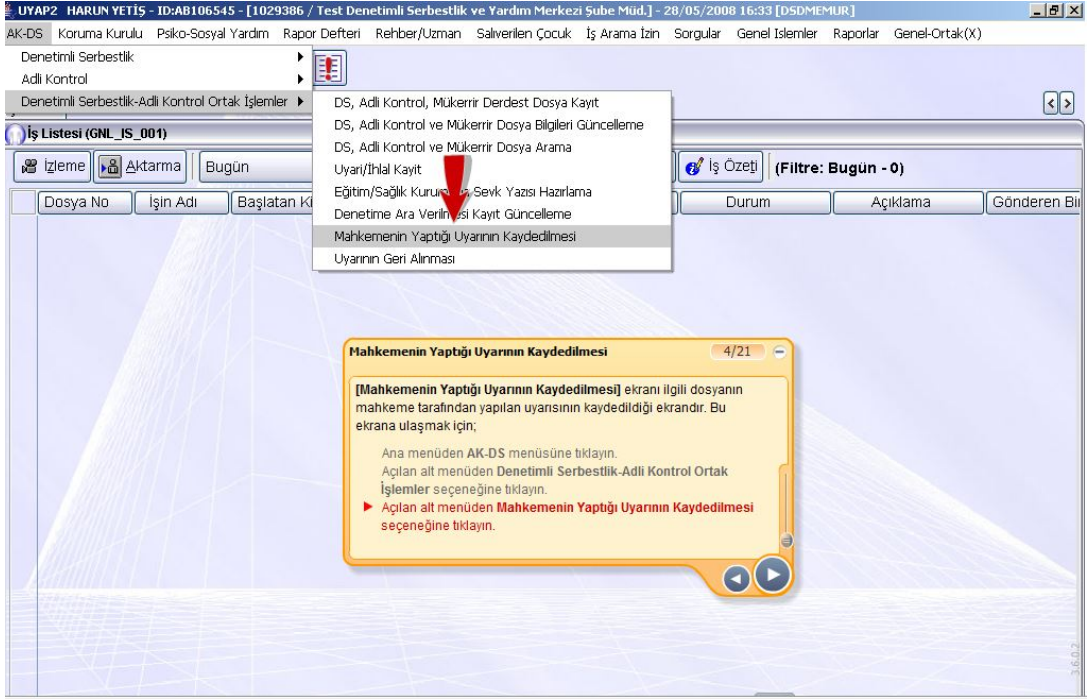 UYAP2 HARUN YETİŞ - ID:AB106545 - [1029386 / Test Denetimli Serbestlik ve Yardım Merkezi Şube Müd.] - 28/05/2008 16:33 [DSDMEMUR]
AK-DS Koruma Kurulu Psiko-Sosyal Yardım Rapor Defteri Rehber/Uzman Salıverilen Çocuk İş Arama İzin Sorgular Genel Islemler Raporlar Genel-Ortak(X)
Denetimli Serbestlik
Adli Kontrol
Denetimli Serbestlik-Adli Kontrol Ortak İşlemler
DS, Adli Kontrol, Mükerrir Derdest Dosya Kayıt
DS, Adli Kontrol ve Mükerrir Dosya Bilgileri Güncelleme
DS, Adli Kontrol ve Mükerrir Dosya Arama
Uyari/İhlal Kayit
Eğitim/Sağlık Sevk Yazısı Hazırlama
Denetime Ara Kayıt Güncelleme
Mahkemenin Yaptığı Uyarının Kaydedilmesi
Uyarının Geri Alınması
İş Listesi (GNL_IS_001)
İzleme Aktarma Bugün İş Özeti (Filtre: Bugün - 0)
Dosya No İşin Adı Başlatan Ki Durum Açıklama Gönderen Bir
Mahkemenin Yaptığı Uyarının Kaydedilmesi 4/21
[Mahkemenin Yaptığı Uyarının Kaydedilmesi] ekranı ilgili dosyanın
mahkeme tarafından yapılan uyarısının kaydedildiği ekrandır. Bu
ekrana ulaşmak için;
Ana menüden AK-DS menüsüne tıklayın.
Açılan alt menüden Denetimli Serbestlik-Adli Kontrol Ortak
İşlemler seçeneğine tıklayın.
Açılan alt menüden Mahkemenin Yaptığı Uyarının Kaydedilmesi
seçeneğine tıklayın.
3.6.0.2